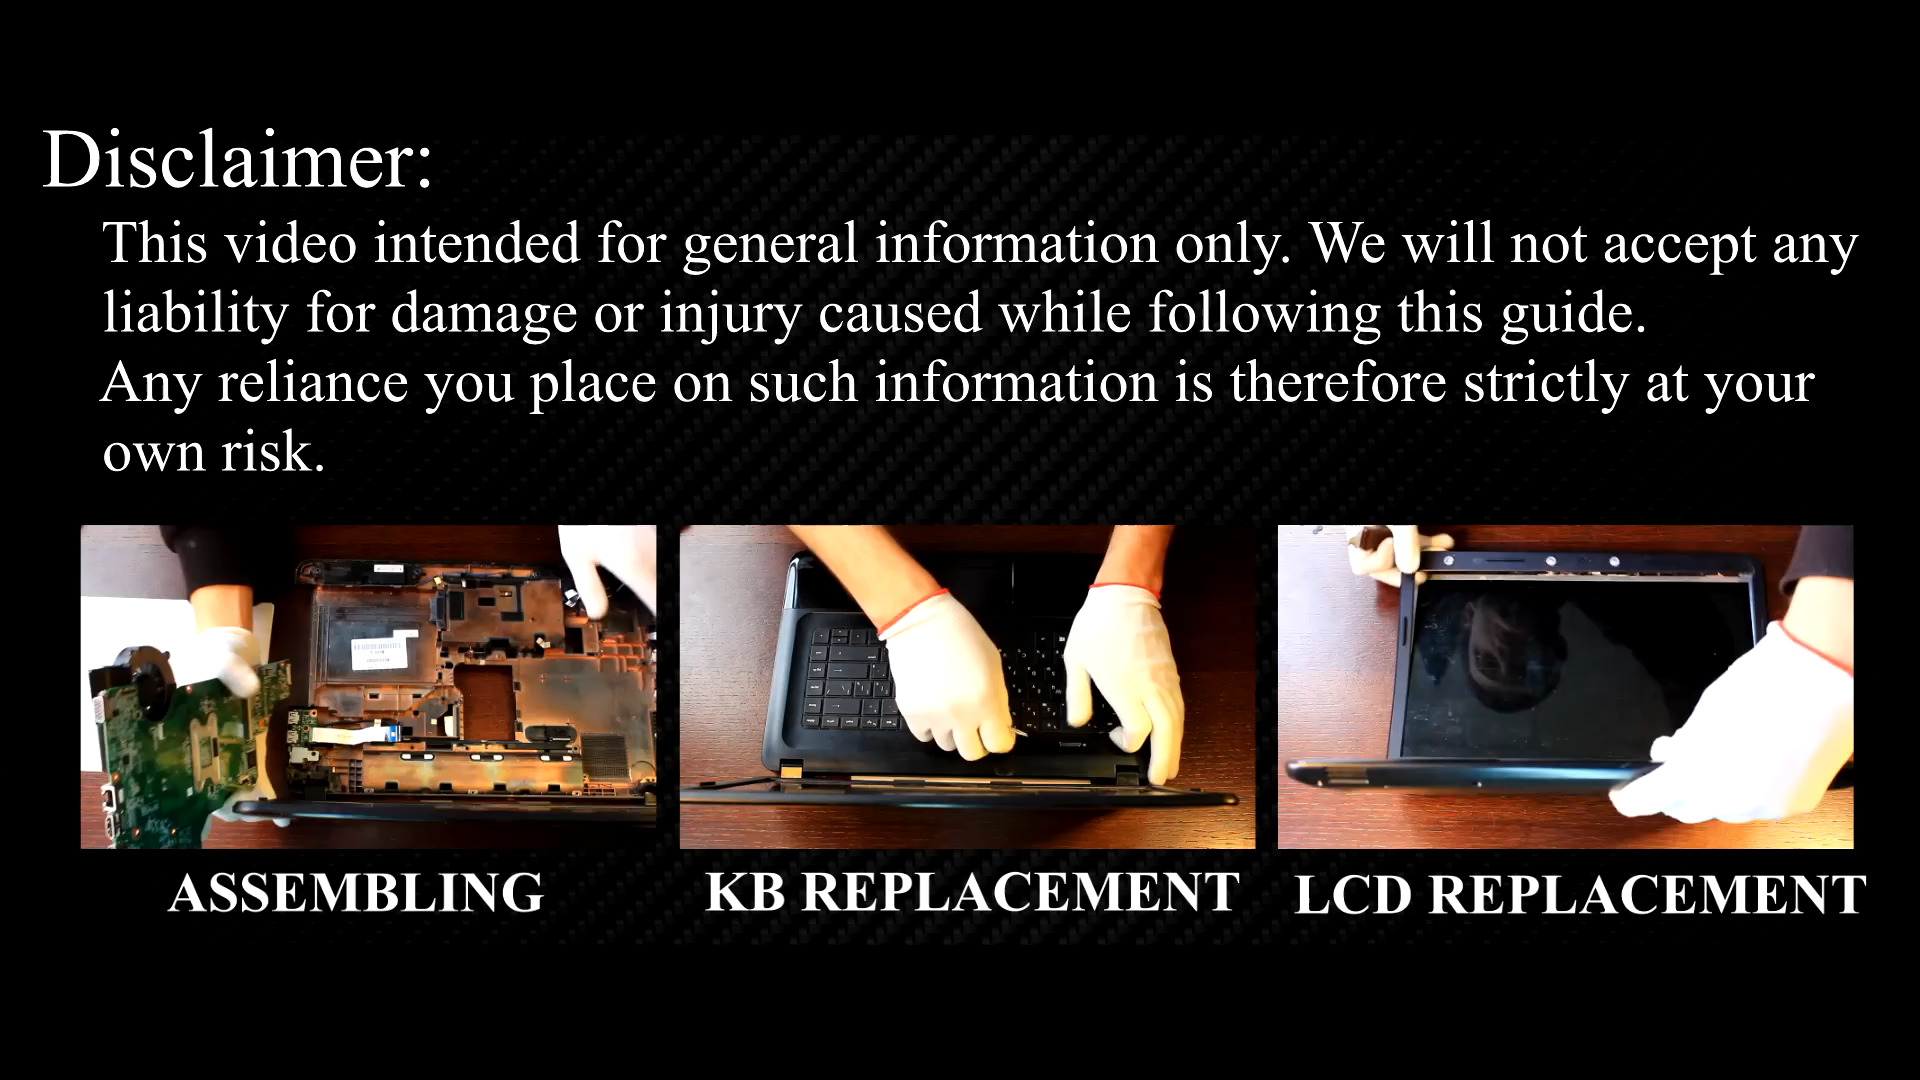 Disclaimer:
This video intended for general information only. We will not accept any
liability for damage or injury caused while following this guide.
Any reliance you place on such information is therefore strictly at your
own risk.
ASSEMBLING
KB REPLACEMENT
LCD REPLACEMENT